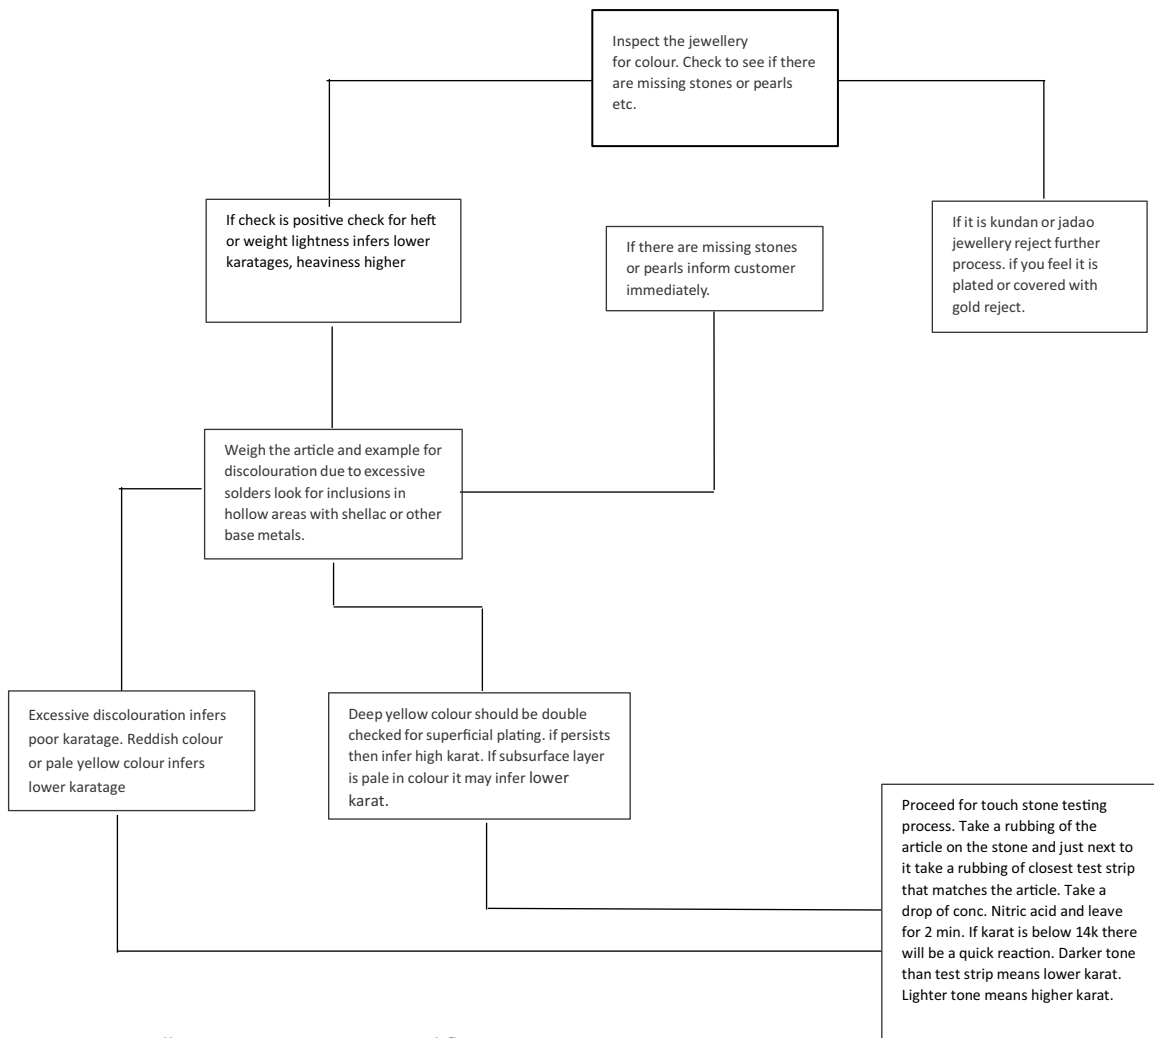 Inspect the jewellery
for colour. Check to see if there
are missing stones or pearls
etc.
If check is positive check for heft
or weight lightness infers lower
karatages, heaviness higher
If there are missing stones
or pearls inform customer
immediately.
If it is kundan or jadao
jewellery reject further
process. if you feel it is
plated or covered with
gold reject.
Weigh the article and example for
discolouration due to excessive
solders look for inclusions in
hollow areas with shellac or other
base metals.
Excessive discolouration infers
poor karatage. Reddish colour
or pale yellow colour infers
lower karatage
Deep yellow colour should be double
checked for superficial plating. if persists
then infer high karat. If subsurface layer
is pale in colour it may infer lower
karat.
Proceed for touch stone testing
process. Take a rubbing of the
article on the stone and just next to
it take a rubbing of closest test strip
that matches the article. Take a
drop of conc. Nitric acid and leave
for 2 min. If karat is below 14k there
will be a quick reaction. Darker tone
than test strip means lower karat.
Lighter tone means higher karat.